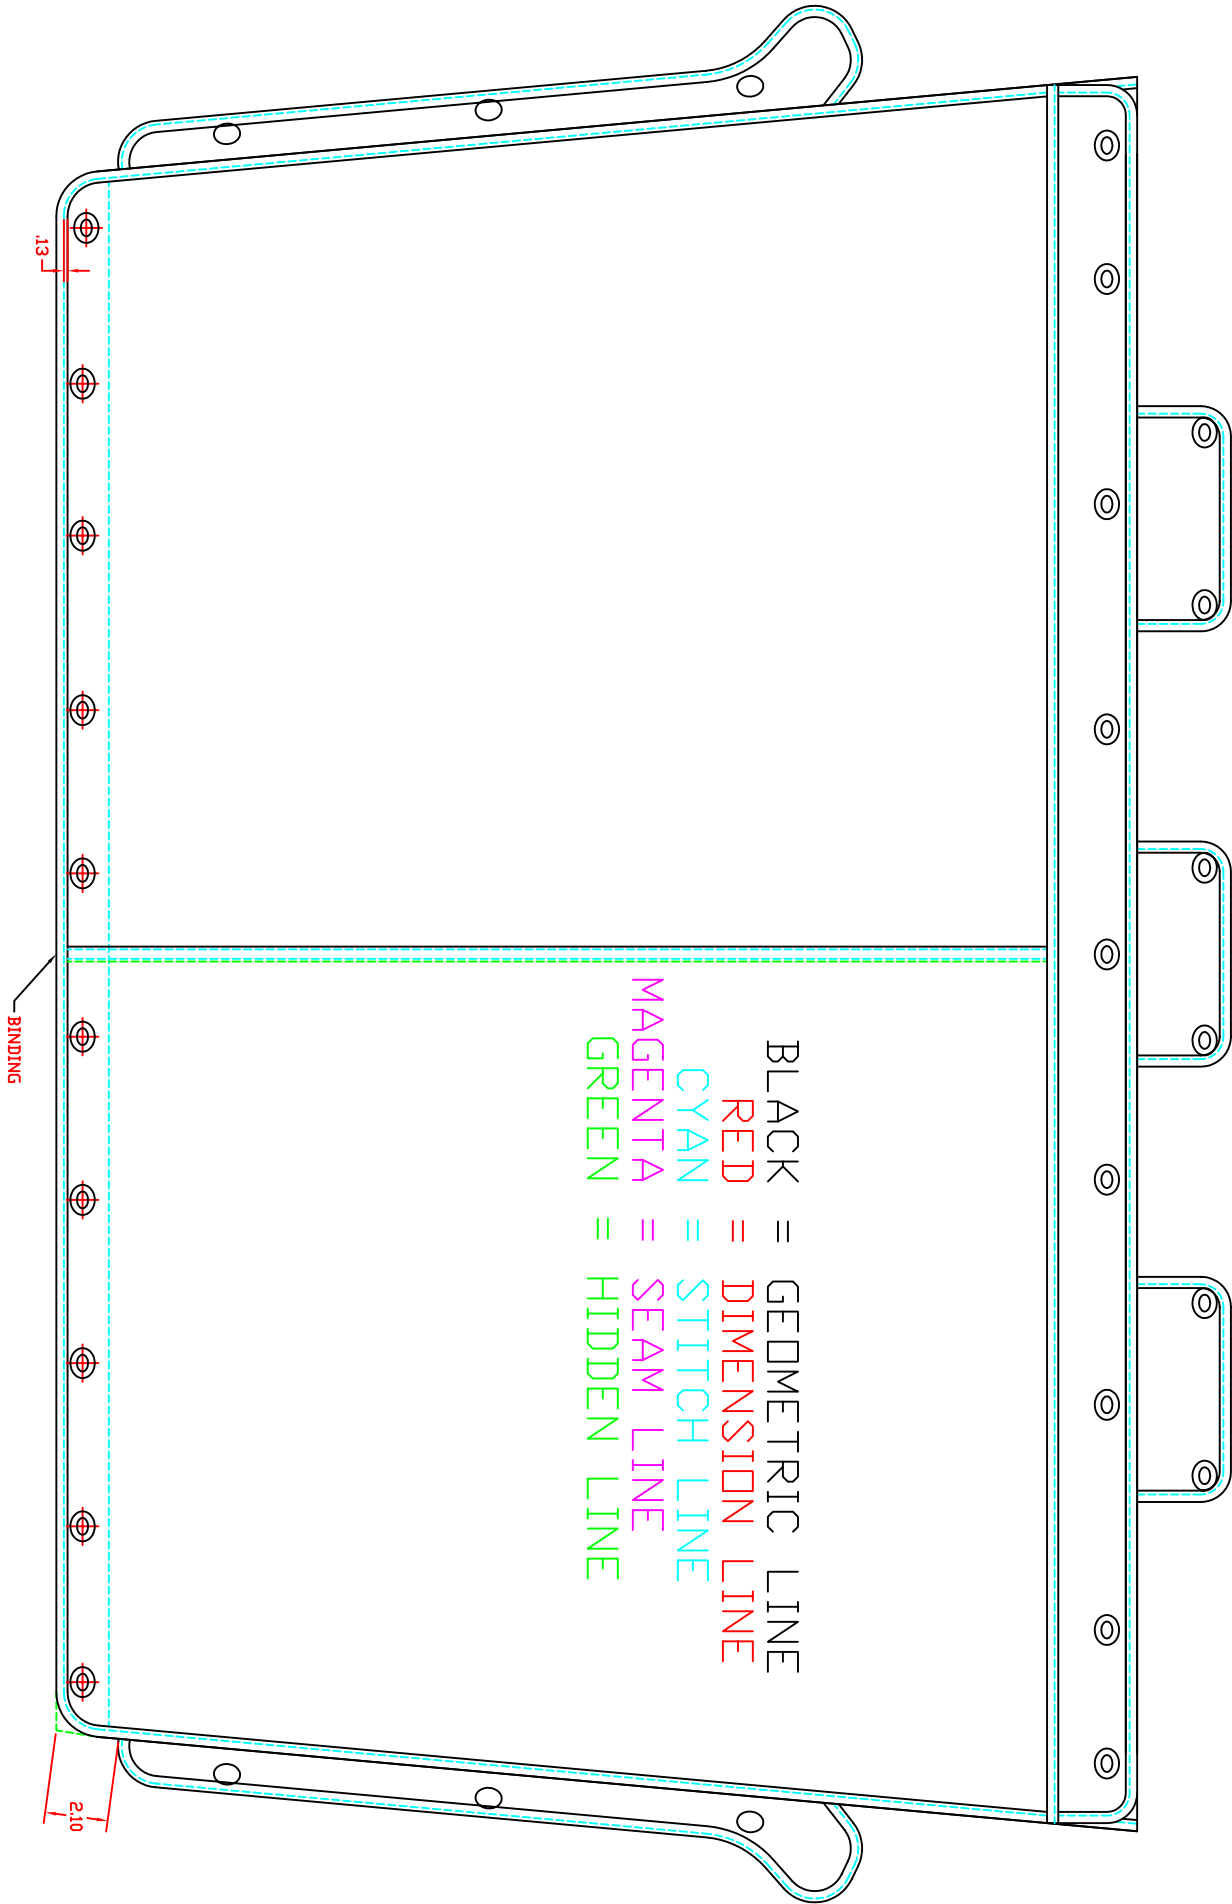 BLACK = GEOMETRIC LINE
RED = DIMENSION LINE
CYAN = STITCH LINE
MAGENTA = SEAM LINE
GREEN = HIDDEN LINE
.13
BINDING
2.10